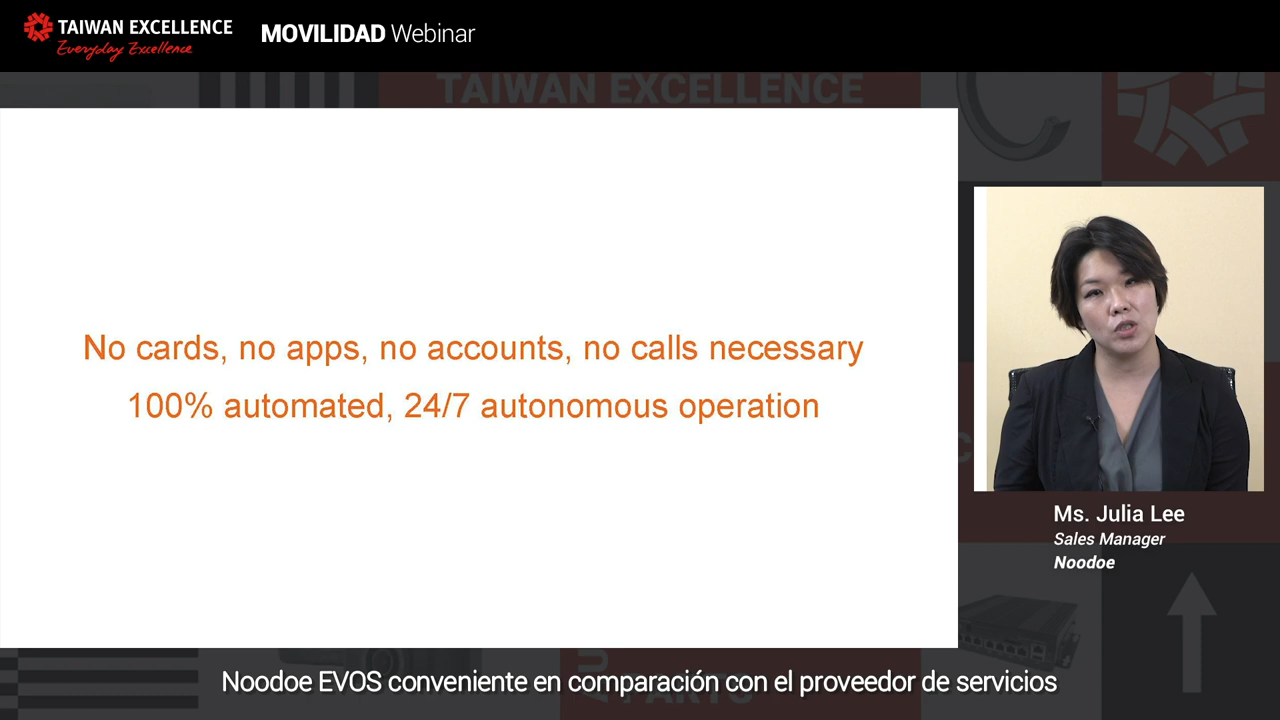 TAIWAN EXCELLENCE
Everyday Excellence
MOVILIDAD Webinar
TAIWAN EXCELLENCE
No cards, no apps, no accounts, no calls necessary
100% automated, 24/7 autonomous operation
Ms. Julia Lee
Sales Manager
Noodoe
Noodoe EVOS conveniente en comparación con el proveedor de servicios